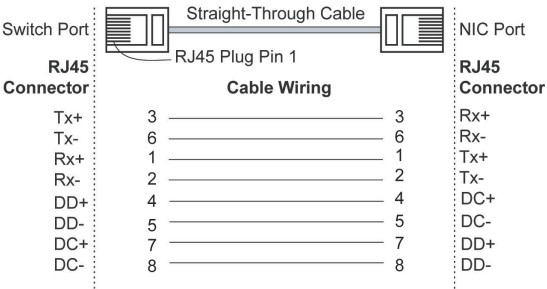 Straight-Through Cable
Switch Port NIC Port
RJ45 Plug Pin 1
RJ45 Connector Cable Wiring RJ45 Connector
Tx+ 3 3 Rx+
Tx- 6 6 Rx-
Rx+ 1 1 Tx+
Rx- 2 2 Tx-
DD+ 4 4 DC+
DD- 5 5 DC-
DC+ 7 7 DD+
DC- 8 8 DD-